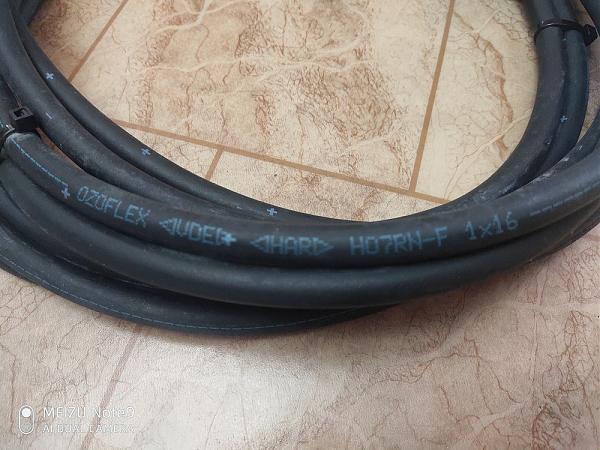 + OZOFLEX ◁VDE▷ ◁HAR▷ H07RN-F 1x16
MEIZU Note9
AI DUAL CAMERA